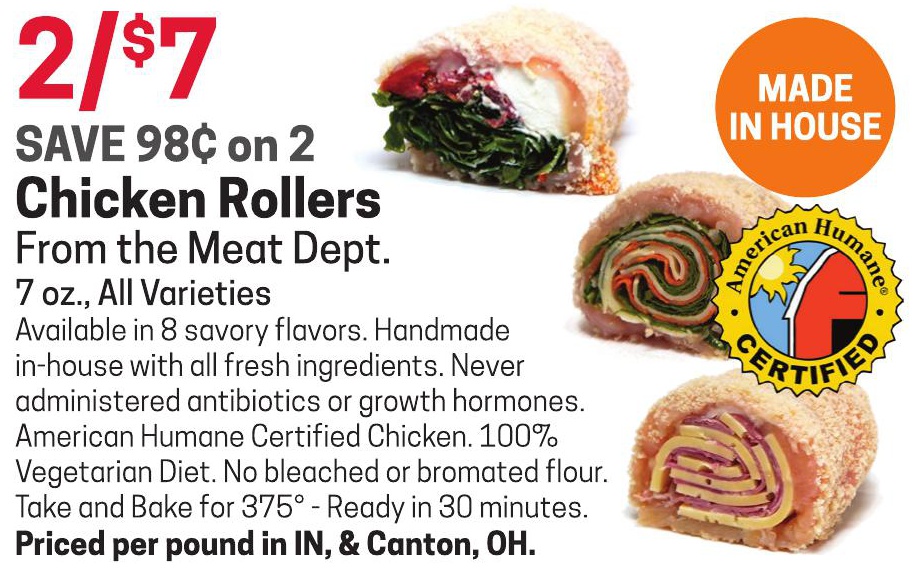 2/$7
SAVE 98¢ on 2
Chicken Rollers
From the Meat Dept.
7 oz., All Varieties
Available in 8 savory flavors. Handmade
in-house with all fresh ingredients. Never
administered antibiotics or growth hormones.
American Humane Certified Chicken. 100%
Vegetarian Diet. No bleached or bromated flour.
Take and Bake for 375° - Ready in 30 minutes.
Priced per pound in IN, & Canton, OH.
MADE
IN HOUSE
American Humane®
• CERTIFIED •